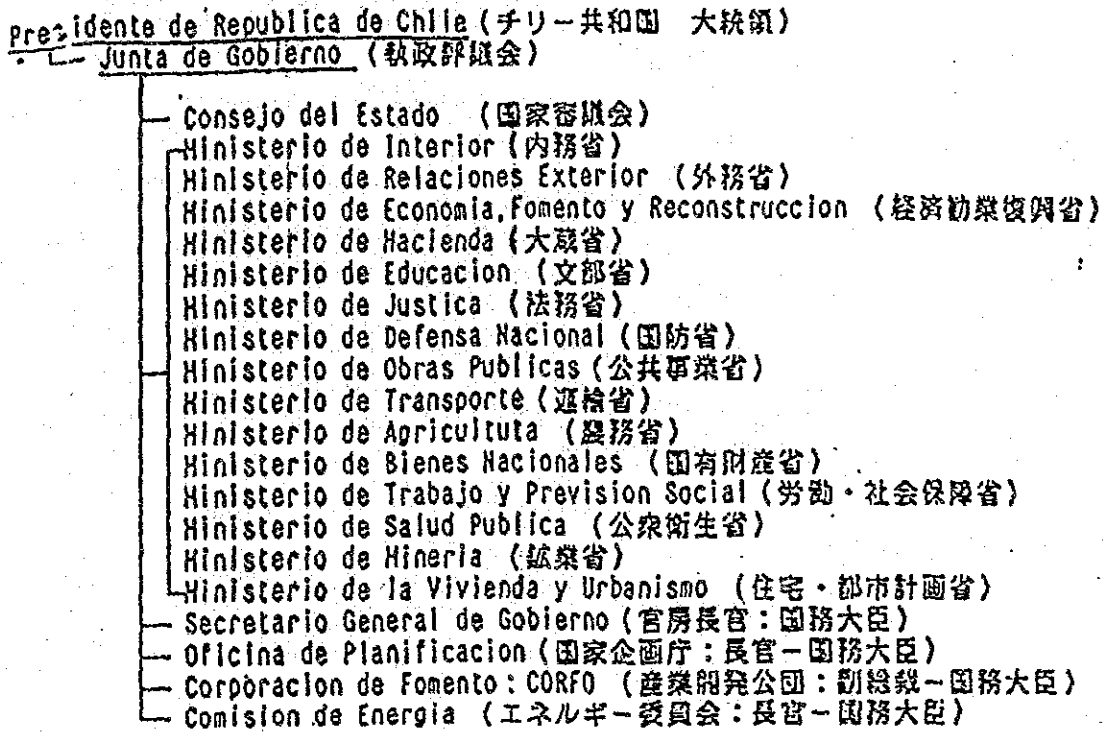 Presidente de Republica de Chile (チリー共和国 大統領)
Junta de Gobierno (執政評議会)
Consejo del Estado (国家審議会)
Ministerio de Interior (内務省)
Ministerio de Relaciones Exterior (外務省)
Ministerio de Economia, Fomento y Reconstruccion (経済勧業復興省)
Ministerio de Hacienda (大蔵省)
Ministerio de Educacion (文部省)
Ministerio de Justica (法務省)
Ministerio de Defensa Nacional (国防省)
Ministerio de Obras Publicas (公共事業省)
Ministerio de Transporte (運輸省)
Ministerio de Agricultuta (農務省)
Ministerio de Bienes Nacionales (国有財産省)
Ministerio de Trabajo y Prevision Social (労働・社会保障省)
Ministerio de Salud Publica (公衆衛生省)
Ministerio de Mineria (鉱業省)
Ministerio de la Vivienda y Urbanismo (住宅・都市計画省)
Secretario General de Gobierno (官房長官：国務大臣)
Oficina de Planificacion (国家企画庁：長官－国務大臣)
Corporacion de Fomento : CORFO (産業開発公団：副総裁－国務大臣)
Comision de Energia (エネルギー委員会：長官－国務大臣)